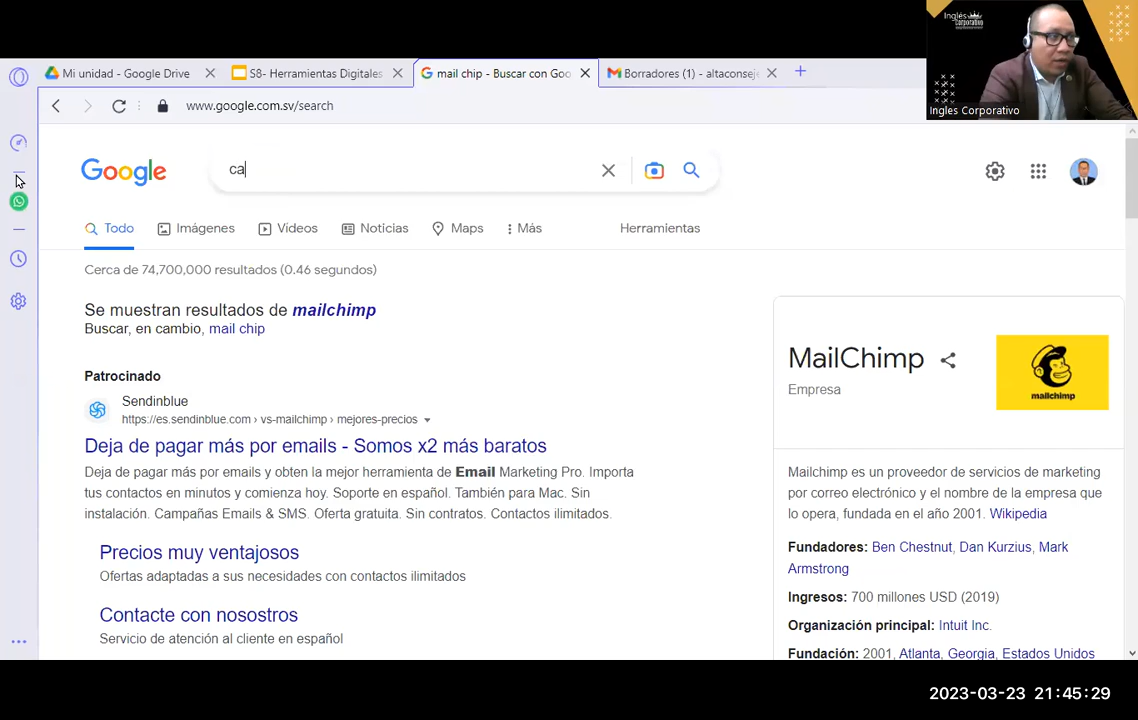 Inglés
Corporativo
Ingles Corporativo
Mi unidad - Google Drive
S8- Herramientas Digitales
mail chip - Buscar con Goo
Borradores (1) - altaconseje
www.google.com.sv/search
Google
ca
Todo
Imágenes
Vídeos
Noticias
Maps
Más
Herramientas
Cerca de 74,700,000 resultados (0.46 segundos)
Se muestran resultados de mailchimp
Buscar, en cambio, mail chip
Patrocinado
Sendinblue
https://es.sendinblue.com › vs-mailchimp › mejores-precios
Deja de pagar más por emails - Somos x2 más baratos
Deja de pagar más por emails y obten la mejor herramienta de Email Marketing Pro. Importa
tus contactos en minutos y comienza hoy. Soporte en español. También para Mac. Sin
instalación. Campañas Emails & SMS. Oferta gratuita. Sin contratos. Contactos ilimitados.
Precios muy ventajosos
Ofertas adaptadas a sus necesidades con contactos ilimitados
Contacte con nosostros
Servicio de atención al cliente en español
MailChimp
Empresa
mailchimp
Mailchimp es un proveedor de servicios de marketing
por correo electrónico y el nombre de la empresa que
lo opera, fundada en el año 2001. Wikipedia
Fundadores: Ben Chestnut, Dan Kurzius, Mark
Armstrong
Ingresos: 700 millones USD (2019)
Organización principal: Intuit Inc.
Fundación: 2001, Atlanta, Georgia, Estados Unidos
2023-03-23 21:45:29